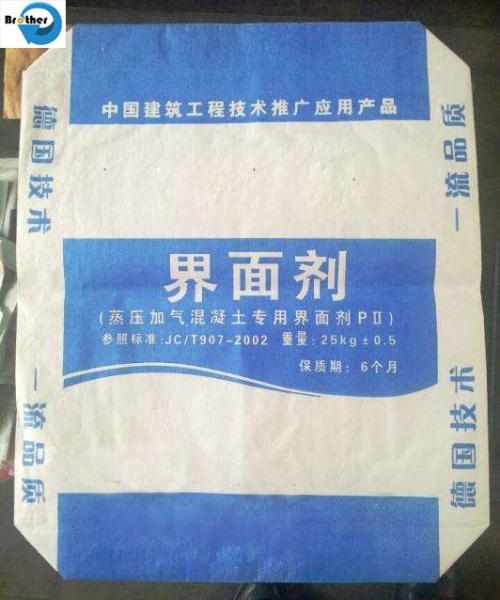 Brother
中国建筑工程技术推广应用产品
德国技术
一流品质
界面剂
(蒸压加气混凝土专用界面剂PⅡ)
参照标准:JC/T907-2002 重量:25kg±0.5
保质期:6个月
一流品质
德国技术